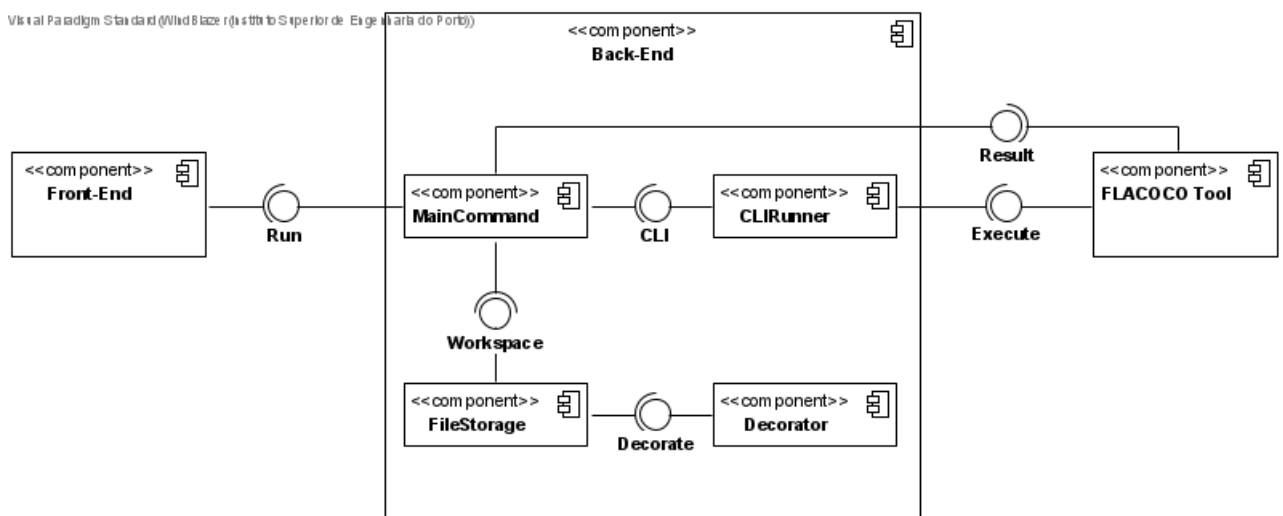 Visual Paradigm Standard(WindBlazer(Instituto Superior de Engenharia do Porto))
<<component>>
Back-End
Result
<<component>>
Front-End
Run
<<component>>
MainCommand
CLI
<<component>>
CLIRunner
Execute
<<component>>
FLACOCO Tool
Workspace
<<component>>
FileStorage
Decorate
<<component>>
Decorator